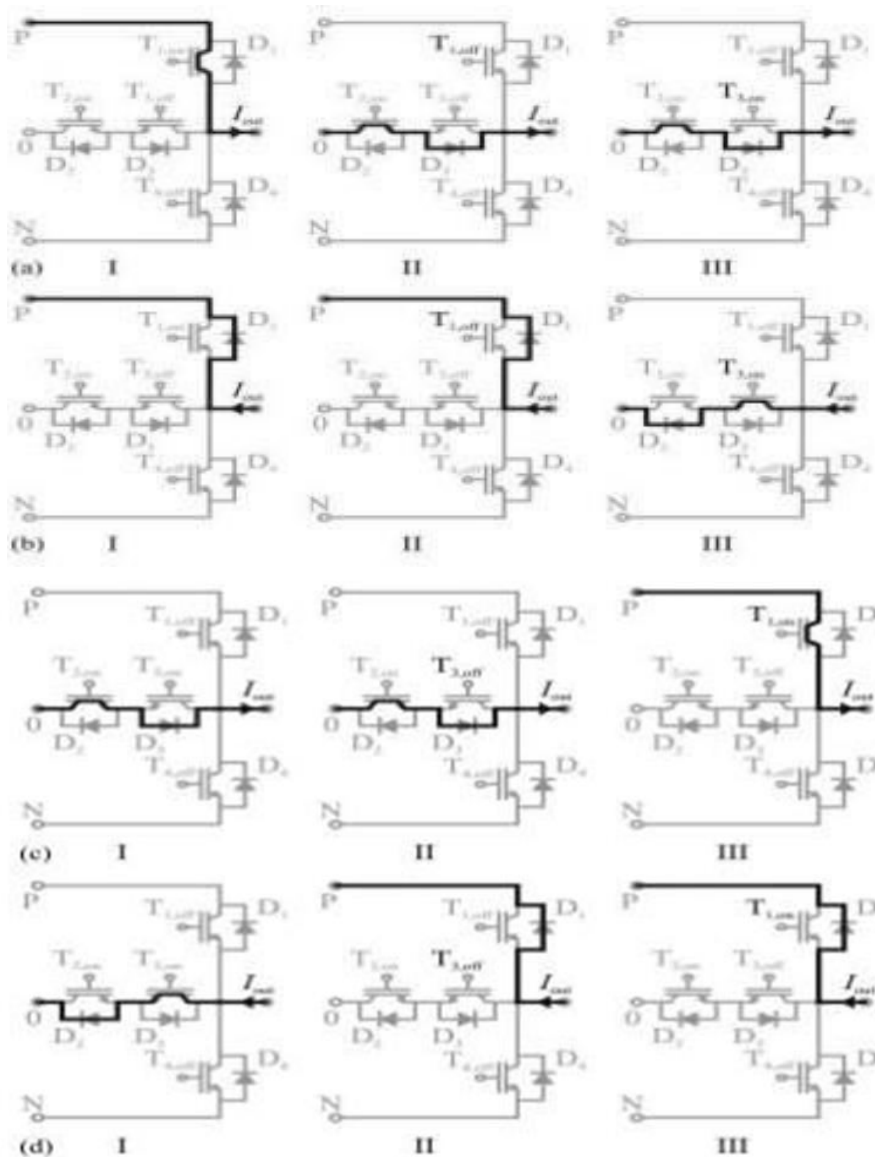 P P P
T1,on D1 T1,off D1 T1,off D1
T2,on T3,off T2,on T3,off T2,on T3,on
Iout Iout Iout
0 0 0
D2 D3 D2 D3 D2 D3
T4,off D4 T4,off D4 T4,off D4
Z Z Z
(a) I II III
P P P
T1,on D1 T1,off D1 T1,off D1
T2,on T3,off T2,on T3,off T2,on T3,on
Iout Iout Iout
0 0 0
D2 D3 D2 D3 D2 D3
T4,off D4 T4,off D4 T4,off D4
Z Z Z
(b) I II III
P P P
T1,off D1 T1,off D1 T1,on D
T2,on T3,on T2,on T3,off T2,on T3,off
Iout Iout Iout
0 0 0
D2 D3 D2 D3 D2 D3
T4,off D4 T4,off D4 T4,off D
Z Z Z
(c) I II III
P P P
T1,off D1 T1,off D1 T1,on D
T2,on T3,on T2,on T3,off T2,on T3,off
Iout Iout Iout
0 0 0
D2 D3 D2 D3 D2 D3
T4,off D4 T4,off D4 T4,off D
Z Z Z
(d) I II III